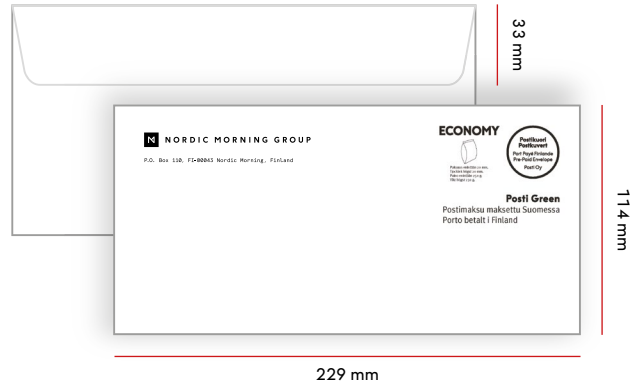 33 mm
M NORDIC MORNING GROUP
P.O. Box 110, FI-00043 Nordic Morning, Finland
ECONOMY
Postikuori
Postkuvert
Port Payé Finlande
Pre-Paid Envelope
Posti Oy
Posti Green
Postimaksu maksettu Suomessa
Porto betalt i Finland
114 mm
229 mm